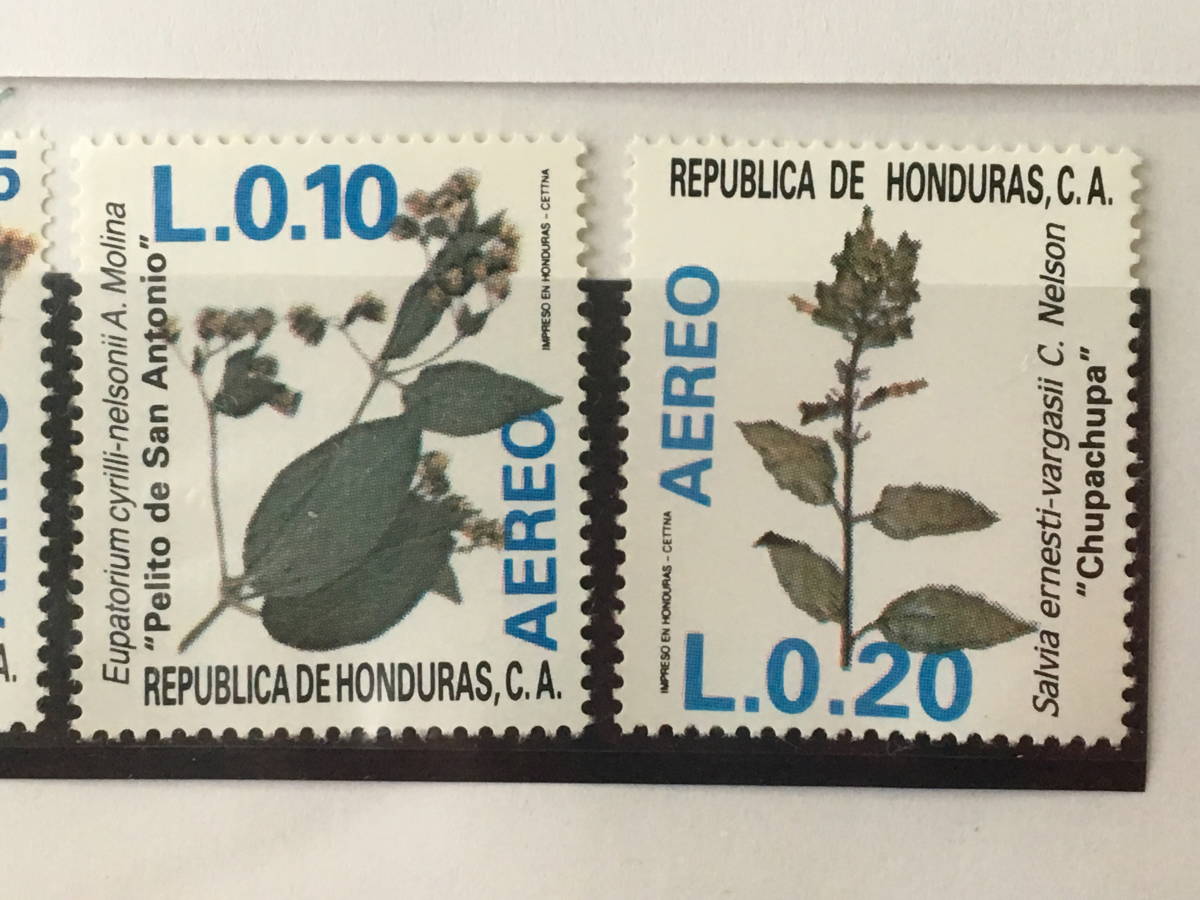 L.0.10
Eupatorium cyrilli-nelsonii A. Molina
"Pelito de San Antonio"
IMPRESO EN HONDURAS - CETTNA
AEREO
REPUBLICA DE HONDURAS, C. A.
REPUBLICA DE HONDURAS, C. A.
AEREO
IMPRESO EN HONDURAS - CETTNA
L.0.20
Salvia ernesti-vargasii C. Nelson
"Chupachupa"